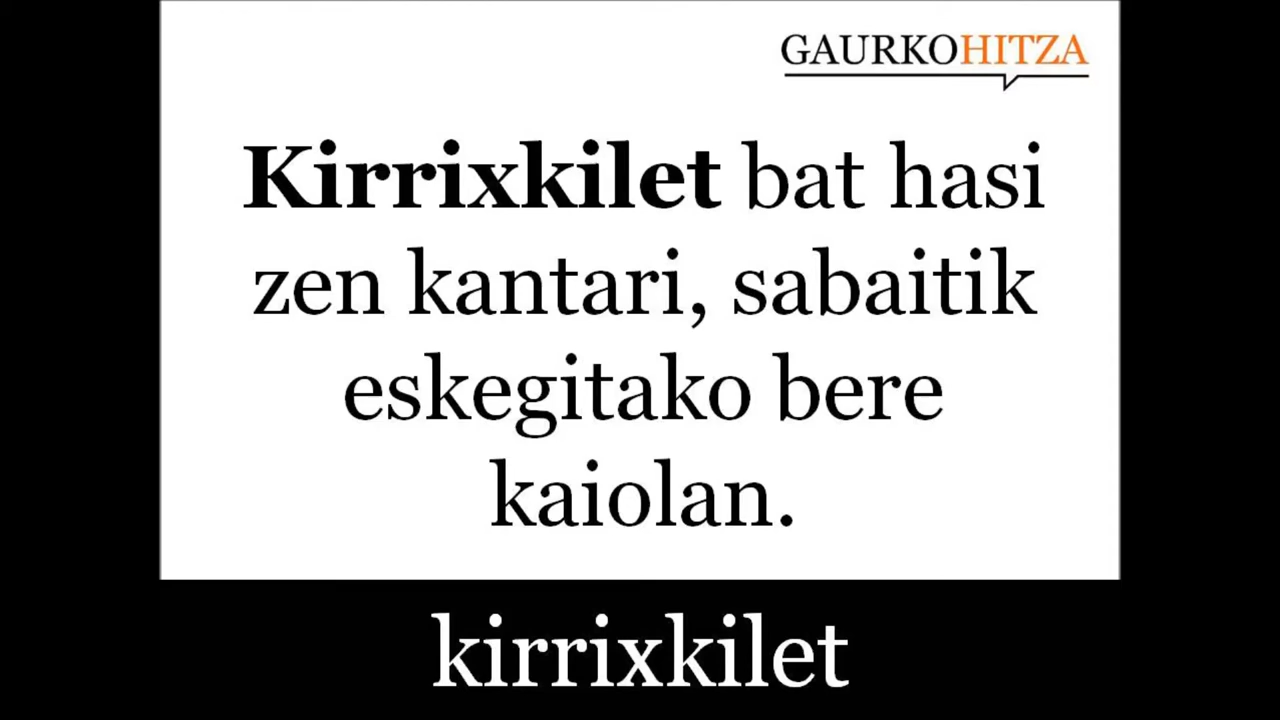 GAURKOHITZA
Kirrixkilet bat hasi
zen kantari, sabaitik
eskegitako bere
kaiolan.
kirrixkilet